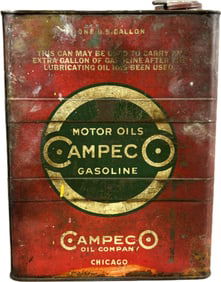 ONE U.S. GALLON
THIS CAN MAY BE USED TO CARRY AN
EXTRA GALLON OF GASOLINE AFTER THE
LUBRICATING OIL HAS BEEN USED
MOTOR OILS
CAMPECO
GASOLINE
CAMPECO
OIL COMPANY
CHICAGO